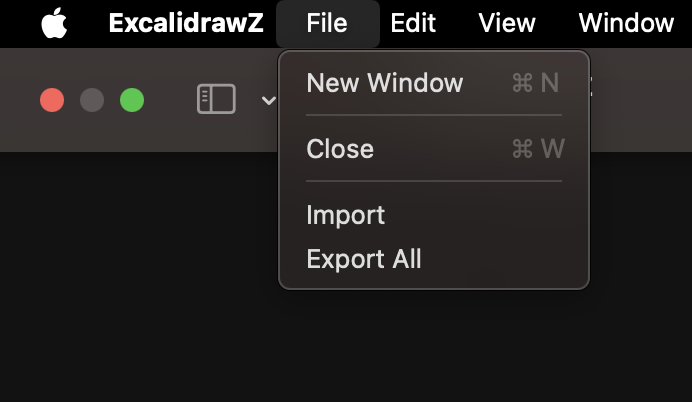 ExcalidrawZ File Edit View Window
New Window ⌘ N
Close ⌘ W
Import
Export All